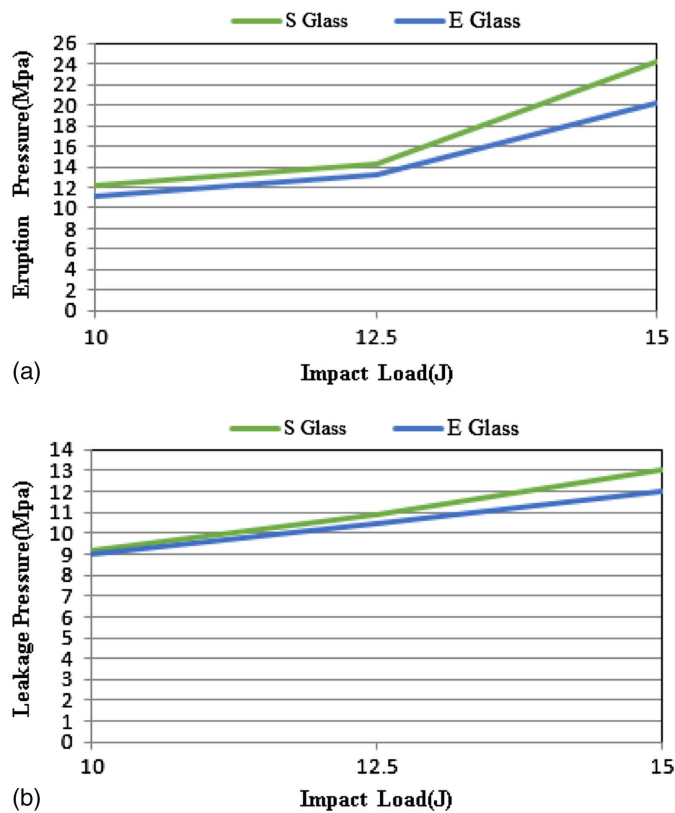 S Glass E Glass
26
24
22
20
18
16
14
12
10
8
6
4
2
0
Eruption Pressure(Mpa)
10 12.5 15
Impact Load(J)
(a)
S Glass E Glass
14
13
12
11
10
9
8
7
6
5
4
3
2
1
0
Leakage Pressure(Mpa)
10 12.5 15
Impact Load(J)
(b)